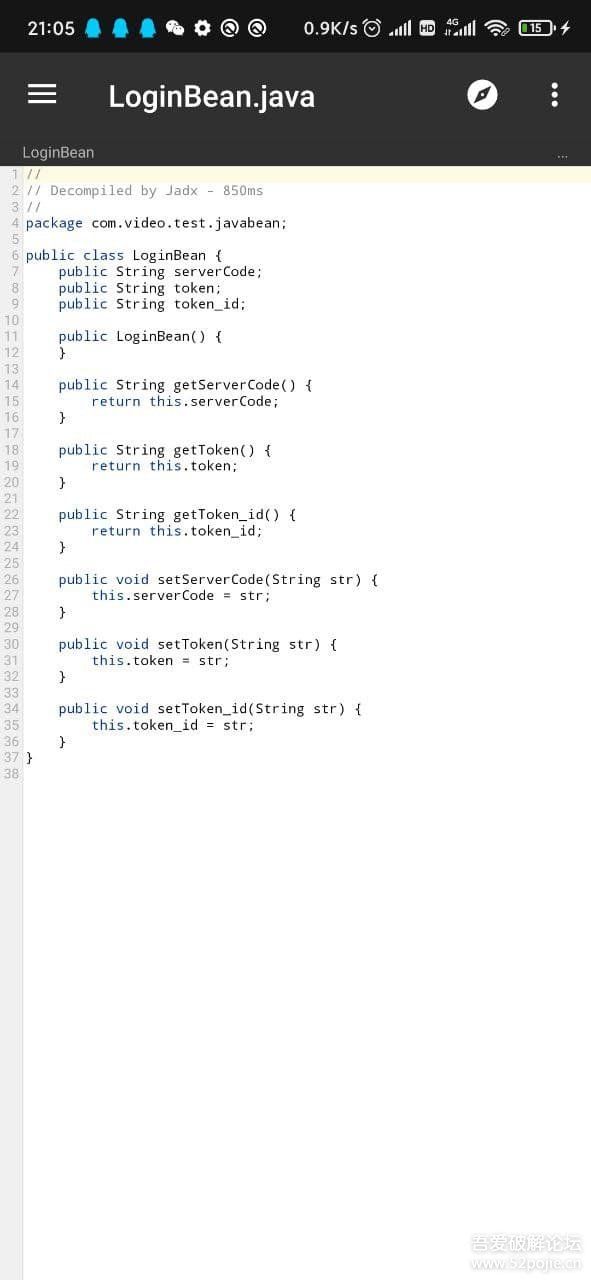 21:05 0.9K/s HD 4G 15
LoginBean.java
LoginBean ...
1 //
2 // Decompiled by Jadx - 850ms
3 //
4 package com.video.test.javabean;
5
6 public class LoginBean {
7     public String serverCode;
8     public String token;
9     public String token_id;
10
11     public LoginBean() {
12     }
13
14     public String getServerCode() {
15         return this.serverCode;
16     }
17
18     public String getToken() {
19         return this.token;
20     }
21
22     public String getToken_id() {
23         return this.token_id;
24     }
25
26     public void setServerCode(String str) {
27         this.serverCode = str;
28     }
29
30     public void setToken(String str) {
31         this.token = str;
32     }
33
34     public void setToken_id(String str) {
35         this.token_id = str;
36     }
37 }
38
吾爱破解论坛
www.52pojie.cn